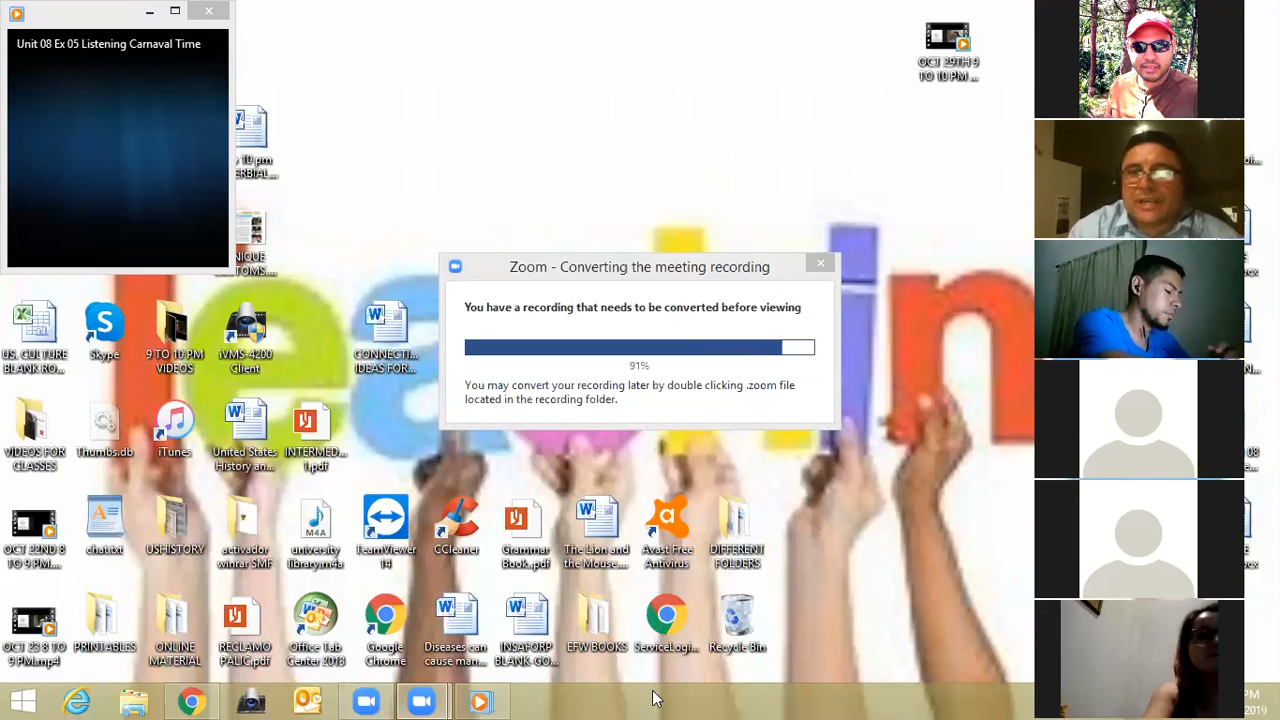 Unit 08 Ex 05 Listening Carnaval Time
OCT 29TH 9
TO 10 PM ...
10 pm
ERBIAL...
NIQUE
TOMS....
Zoom - Converting the meeting recording
You have a recording that needs to be converted before viewing
91%
You may convert your recording later by double clicking .zoom file
located in the recording folder.
US. CULTURE
BLANK RO...
Skype
9 TO 10 PM
VIDEOS
iVMS-4200
Client
CONNECTI...
IDEAS FOR...
VIDEOS FOR
CLASSES
Thumbs.db
iTunes
United States
History an...
INTERMED...
1.pdf
OCT 22ND 8
TO 9 PM....
chat.txt
USHISTORY
activador
winrar SMF
M4A
university
library.m4a
TeamViewer
14
CCleaner
Grammar
Book..pdf
The Lion and
the Mouse....
Avast Free
Antivirus
DIFFERENT
FOLDERS
OCT 23 8 TO
9 PM.mp4
PRINTABLES
ONLINE
MATERIAL
RECLAMO
PALIC.pdf
Office Tab
Center 2013
Google
Chrome
Diseases can
cause man...
INSAFORP
BLANK-GO...
EFW BOOKS
ServiceLogi...
Recycle Bin
PM
2019